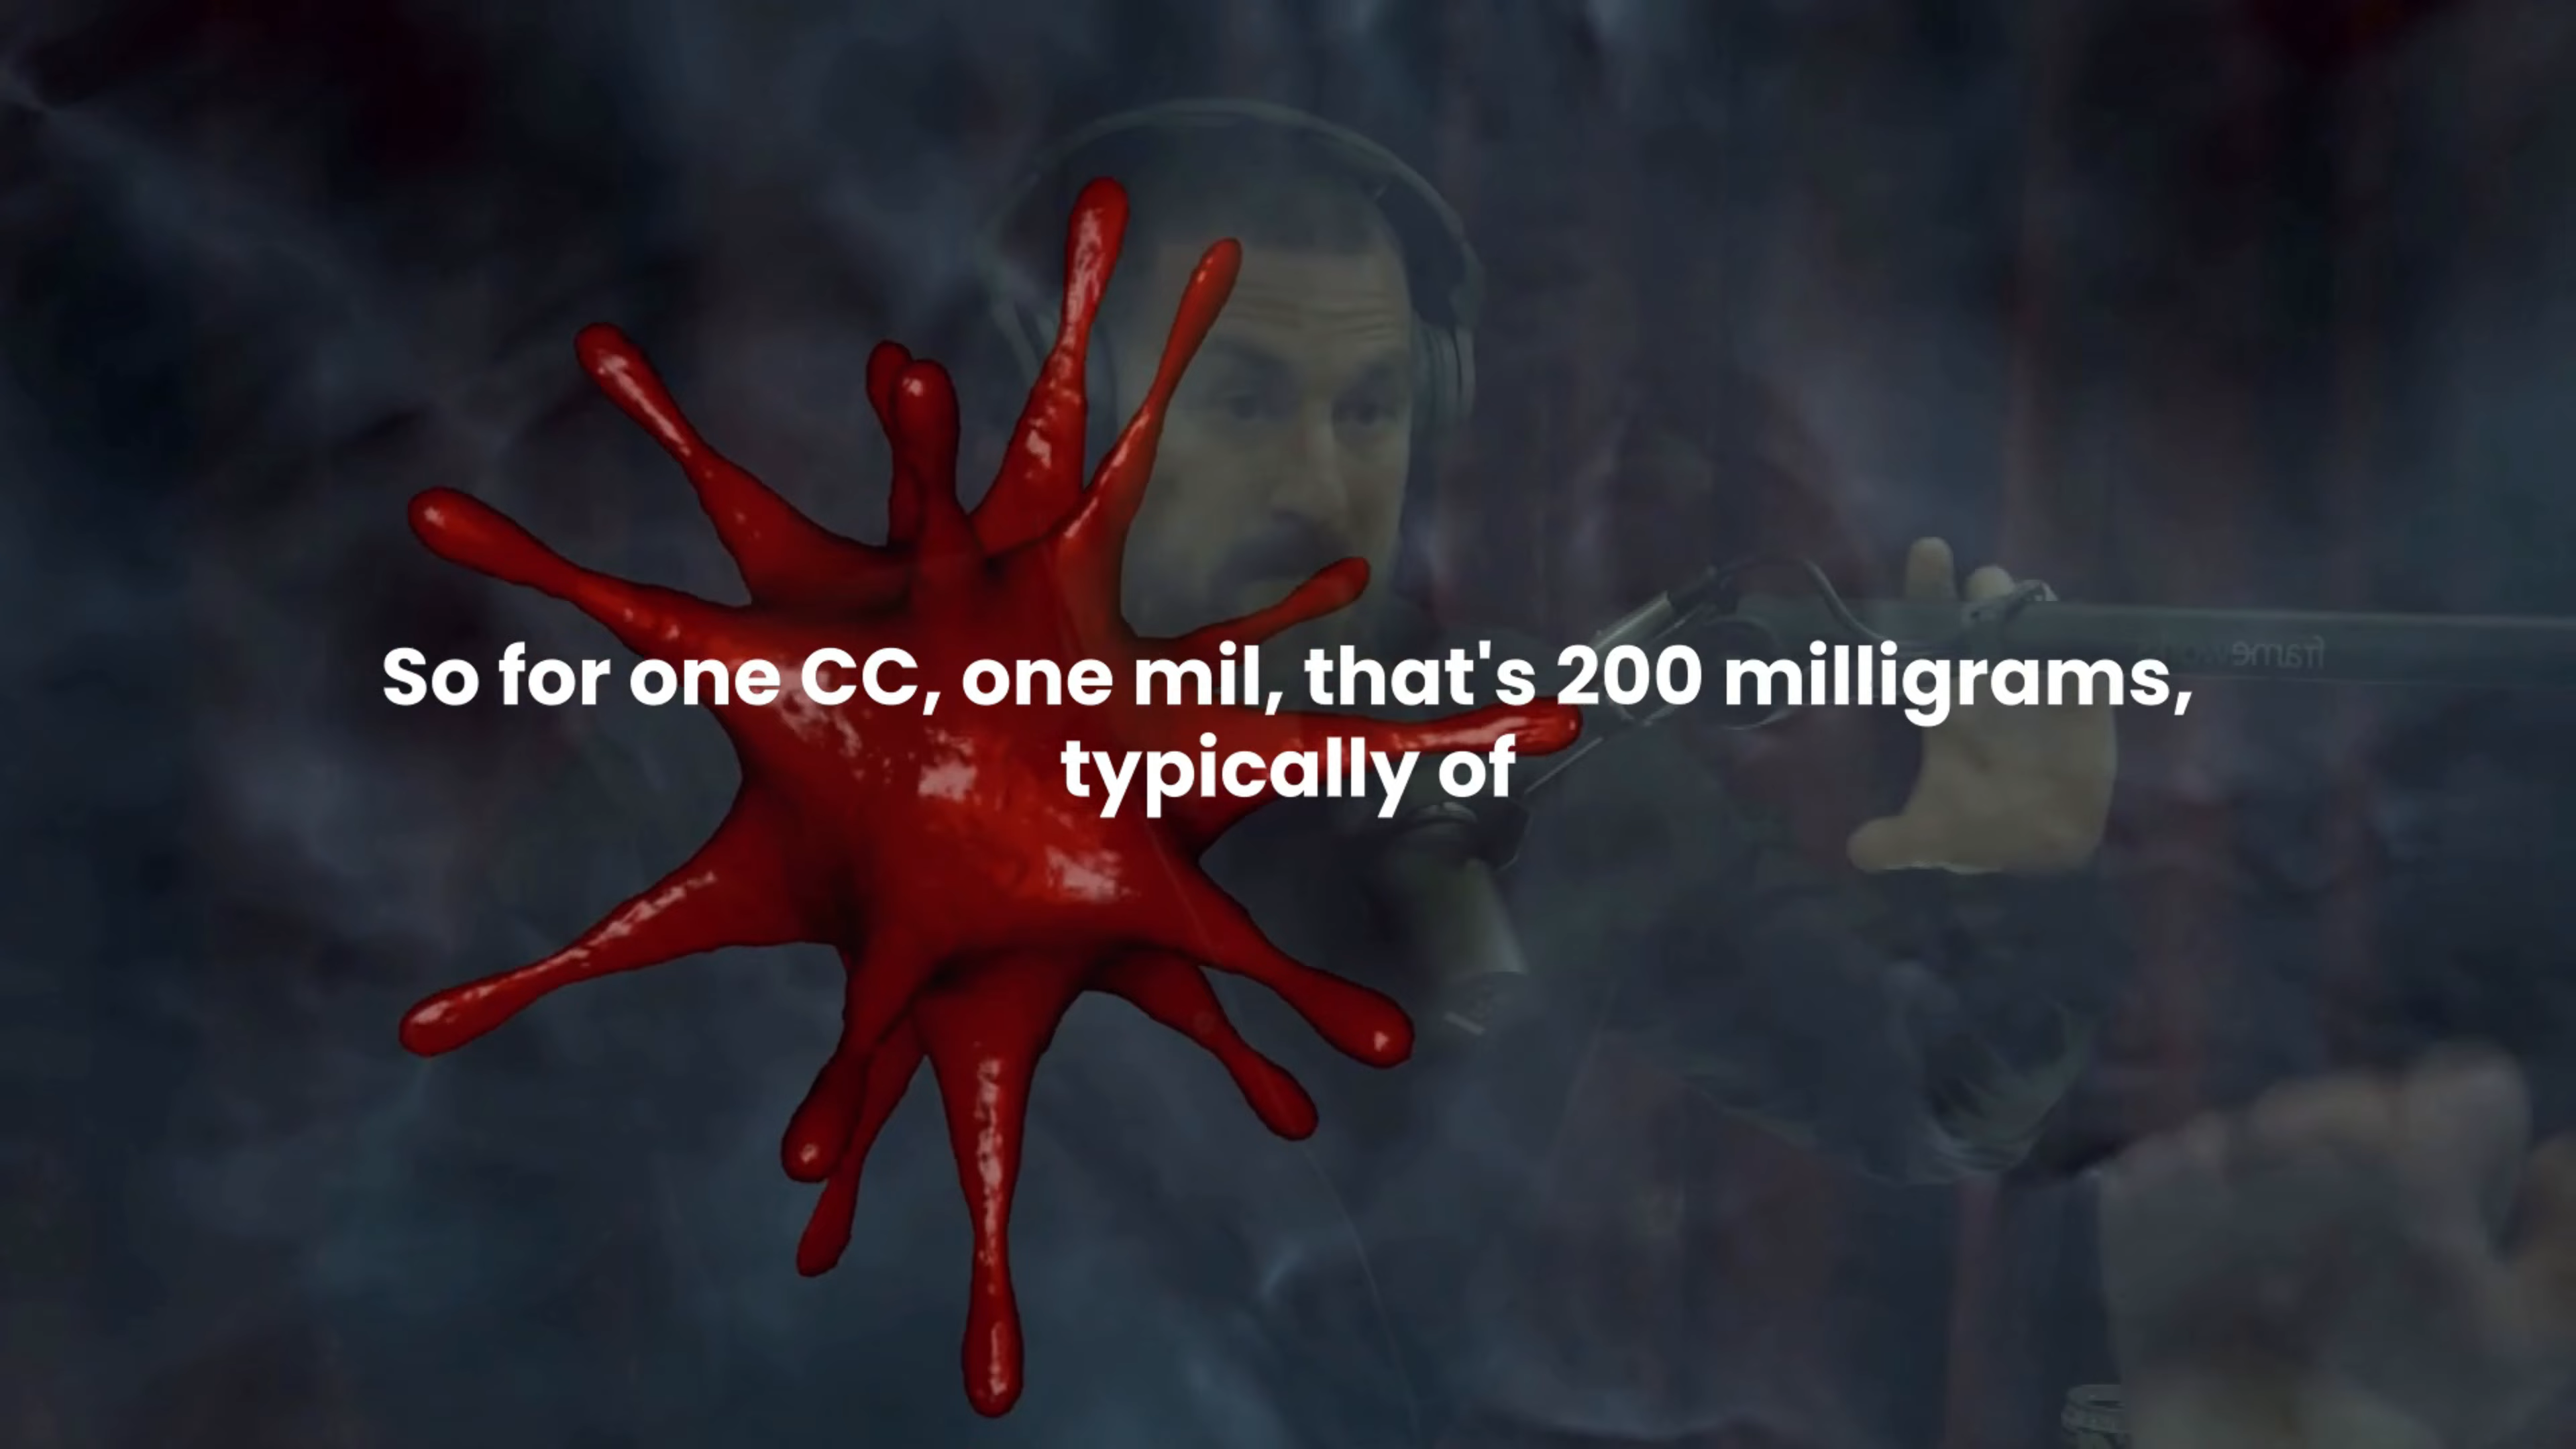 So for one CC, one mil, that's 200 milligrams,
typically of